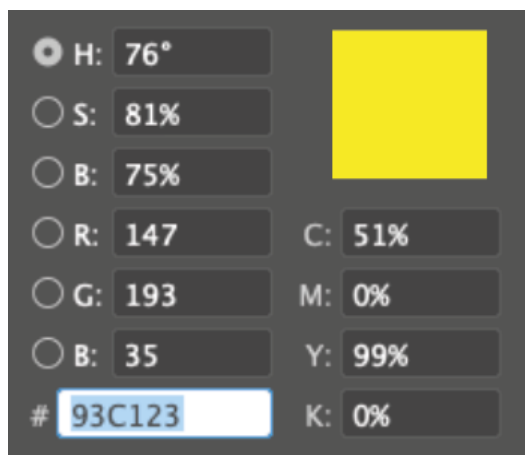 H: 76°
S: 81%
B: 75%
R: 147 C: 51%
G: 193 M: 0%
B: 35 Y: 99%
# 93C123 K: 0%